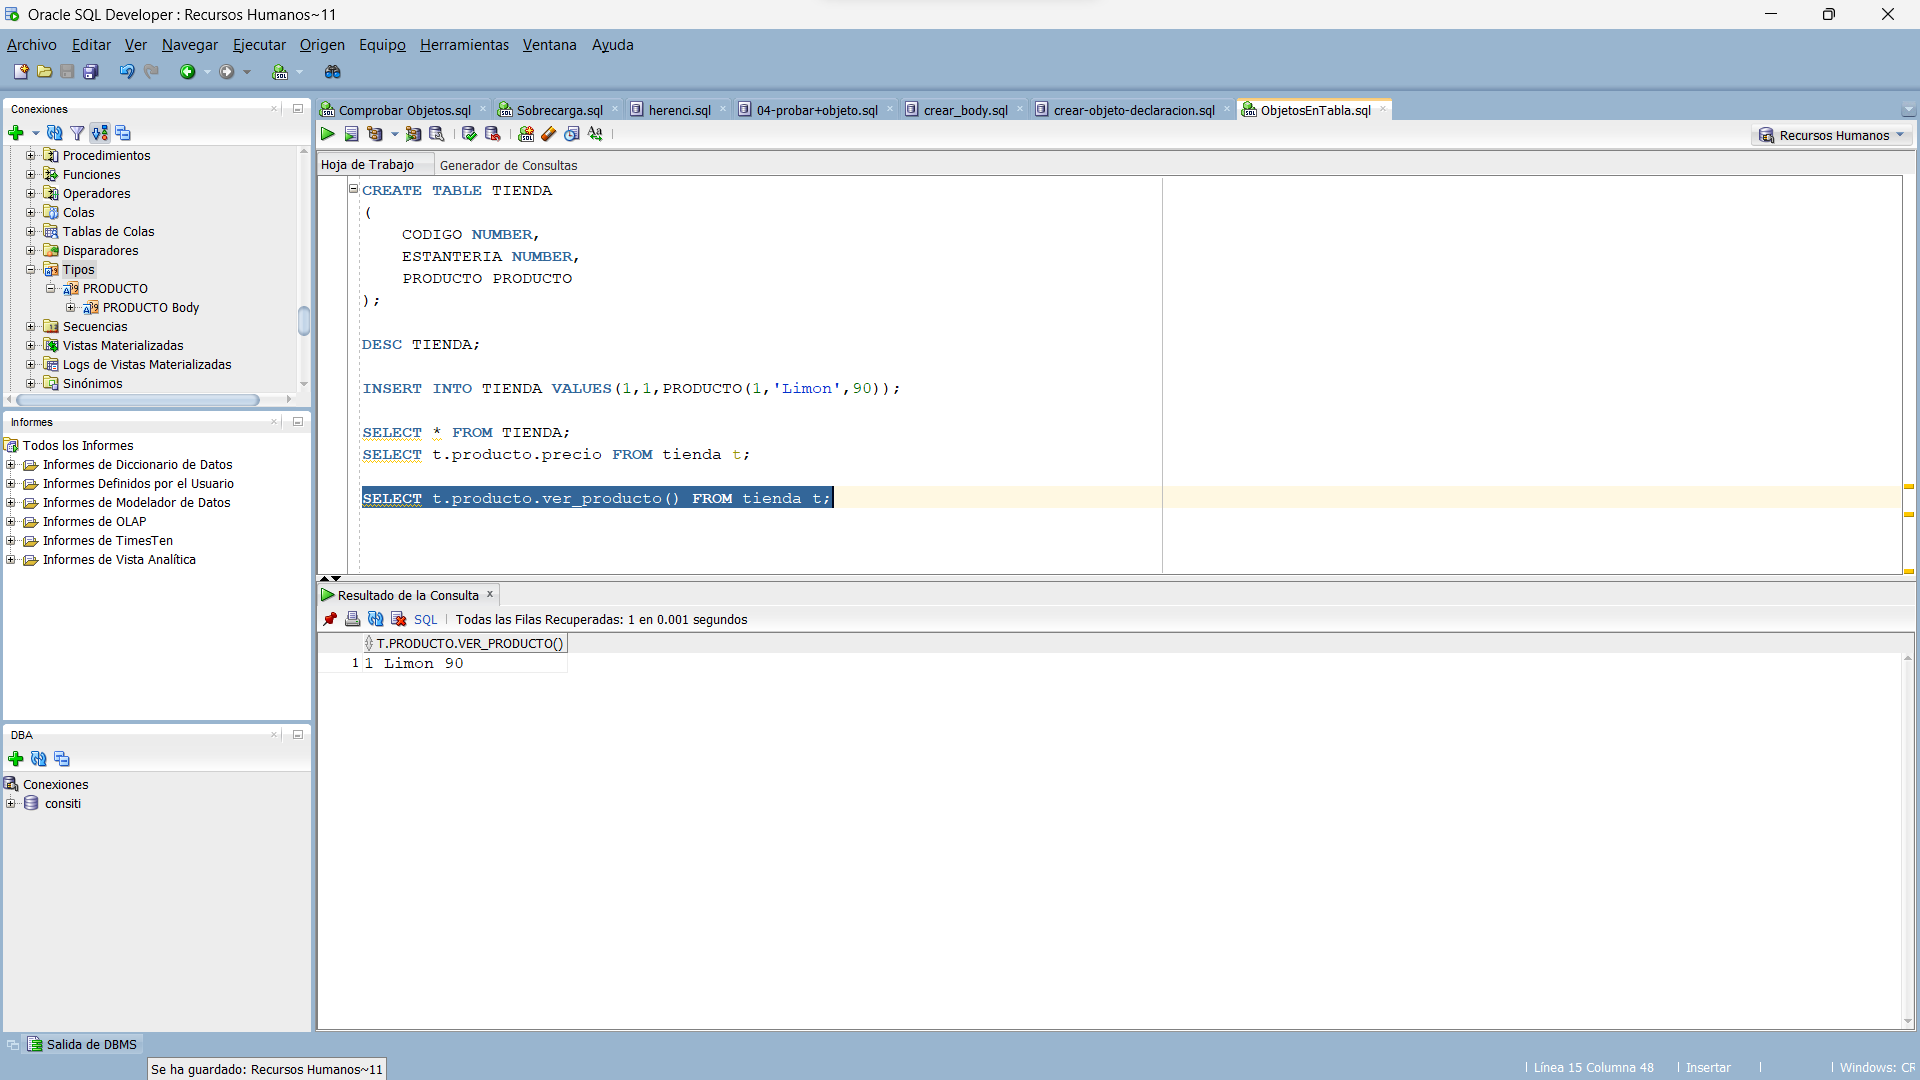 Oracle SQL Developer : Recursos Humanos~11
Archivo Editar Ver Navegar Ejecutar Origen Equipo Herramientas Ventana Ayuda
Conexiones
Procedimientos
Funciones
Operadores
Colas
Tablas de Colas
Disparadores
Tipos
PRODUCTO
PRODUCTO Body
Secuencias
Vistas Materializadas
Logs de Vistas Materializadas
Sinónimos
Informes
Todos los Informes
Informes de Diccionario de Datos
Informes Definidos por el Usuario
Informes de Modelador de Datos
Informes de OLAP
Informes de TimesTen
Informes de Vista Analítica
DBA
Conexiones
consiti
Comprobar Objetos.sql Sobrecarga.sql herenci.sql 04-probar+objeto.sql crear_body.sql crear-objeto-declaracion.sql ObjetosEnTabla.sql
Recursos Humanos
Hoja de Trabajo Generador de Consultas
CREATE TABLE TIENDA
(
CODIGO NUMBER,
ESTANTERIA NUMBER,
PRODUCTO PRODUCTO
);
DESC TIENDA;
INSERT INTO TIENDA VALUES(1,1,PRODUCTO(1,'Limon',90));
SELECT * FROM TIENDA;
SELECT t.producto.precio FROM tienda t;
SELECT t.producto.ver_producto() FROM tienda t;
Resultado de la Consulta
SQL Todas las Filas Recuperadas: 1 en 0.001 segundos
T.PRODUCTO.VER_PRODUCTO()
1 1 Limon 90
Salida de DBMS
Se ha guardado: Recursos Humanos~11
Línea 15 Columna 48 Insertar Windows: CR